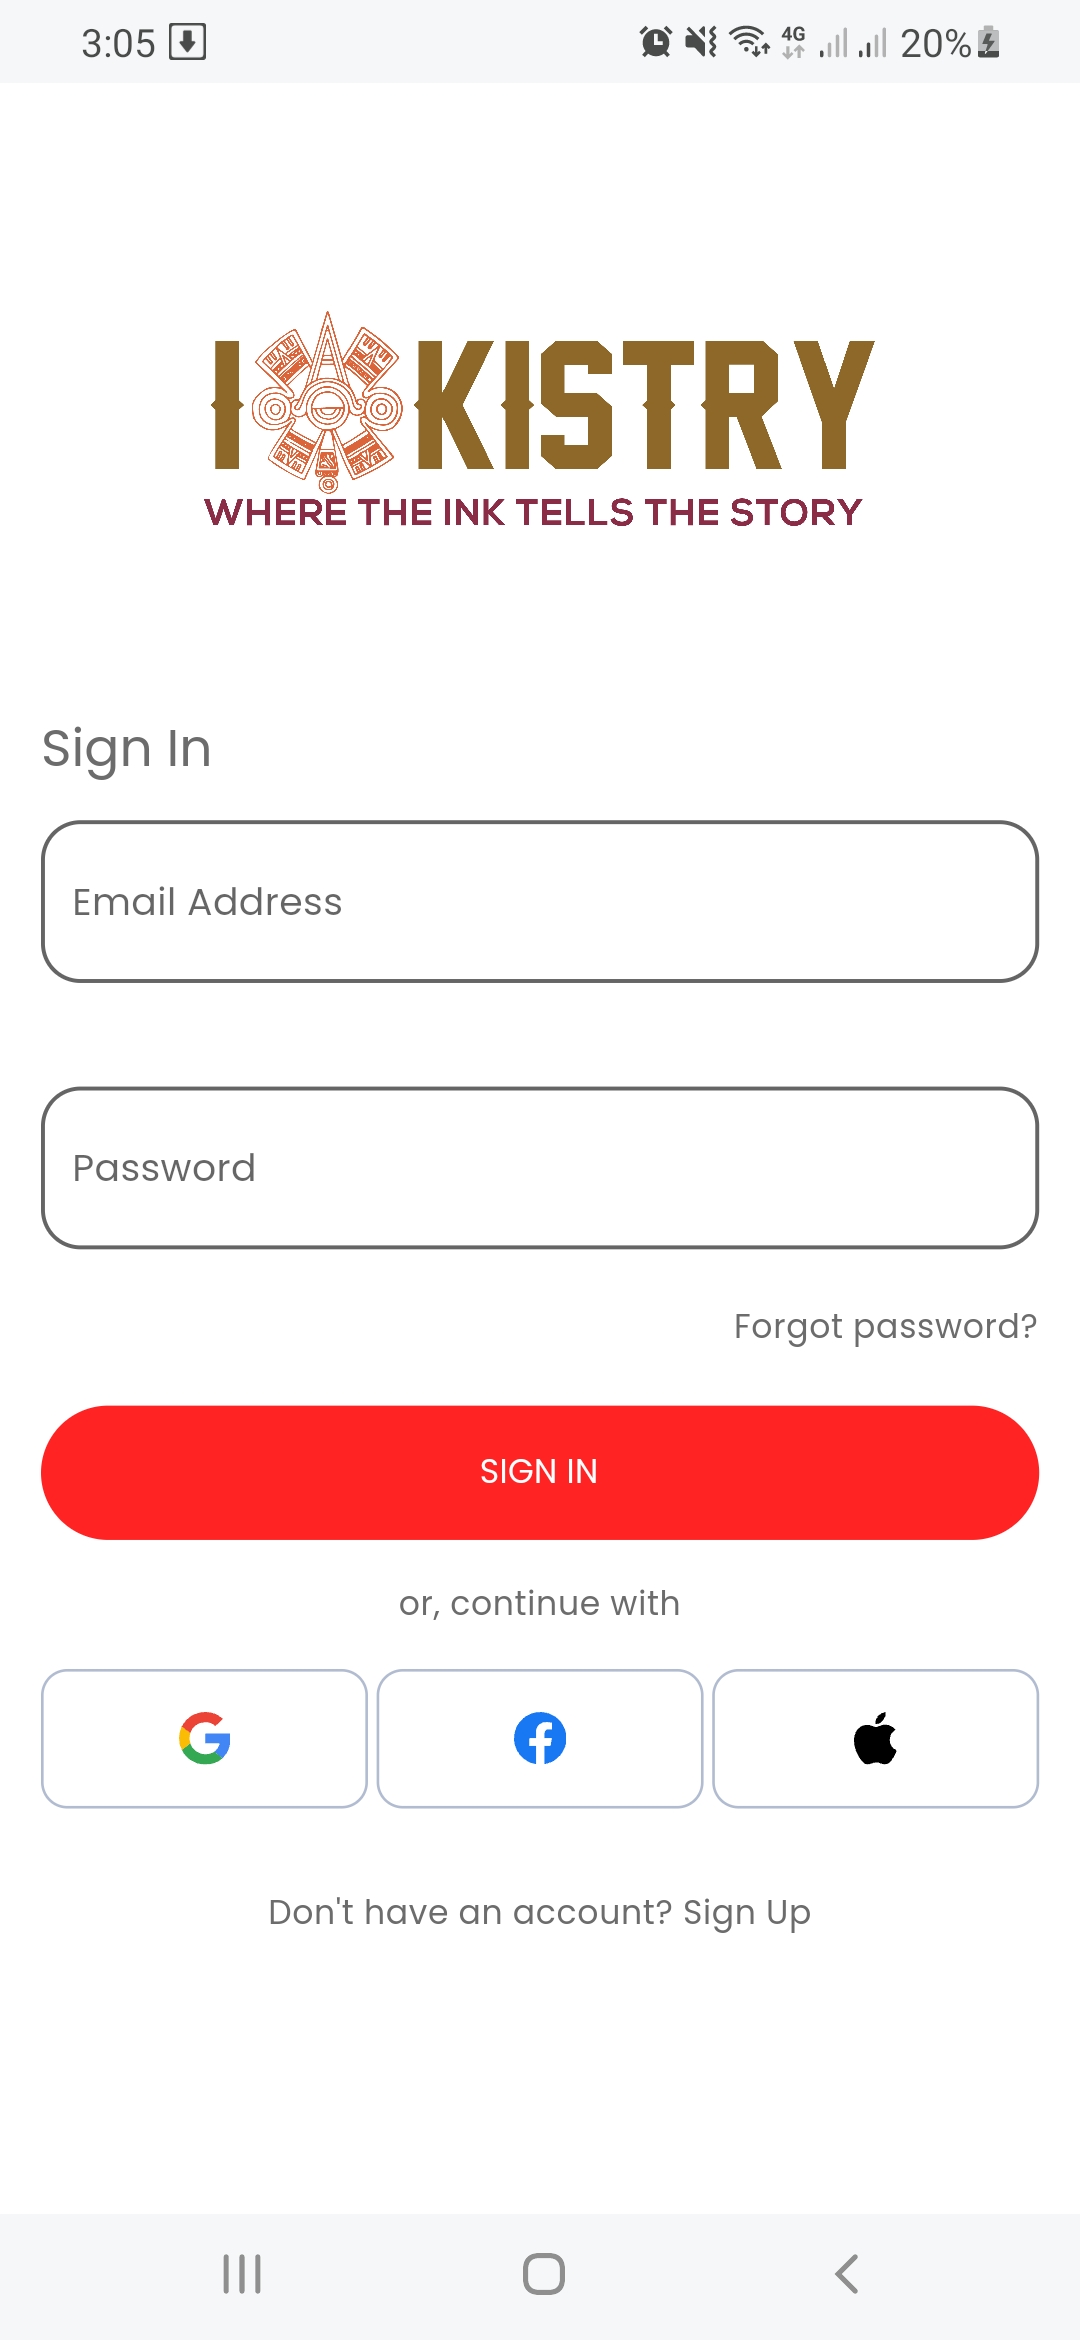 3:05 4G 20%
I KISTRY
WHERE THE INK TELLS THE STORY
Sign In
Email Address
Password
Forgot password?
SIGN IN
or, continue with
Don't have an account? Sign Up